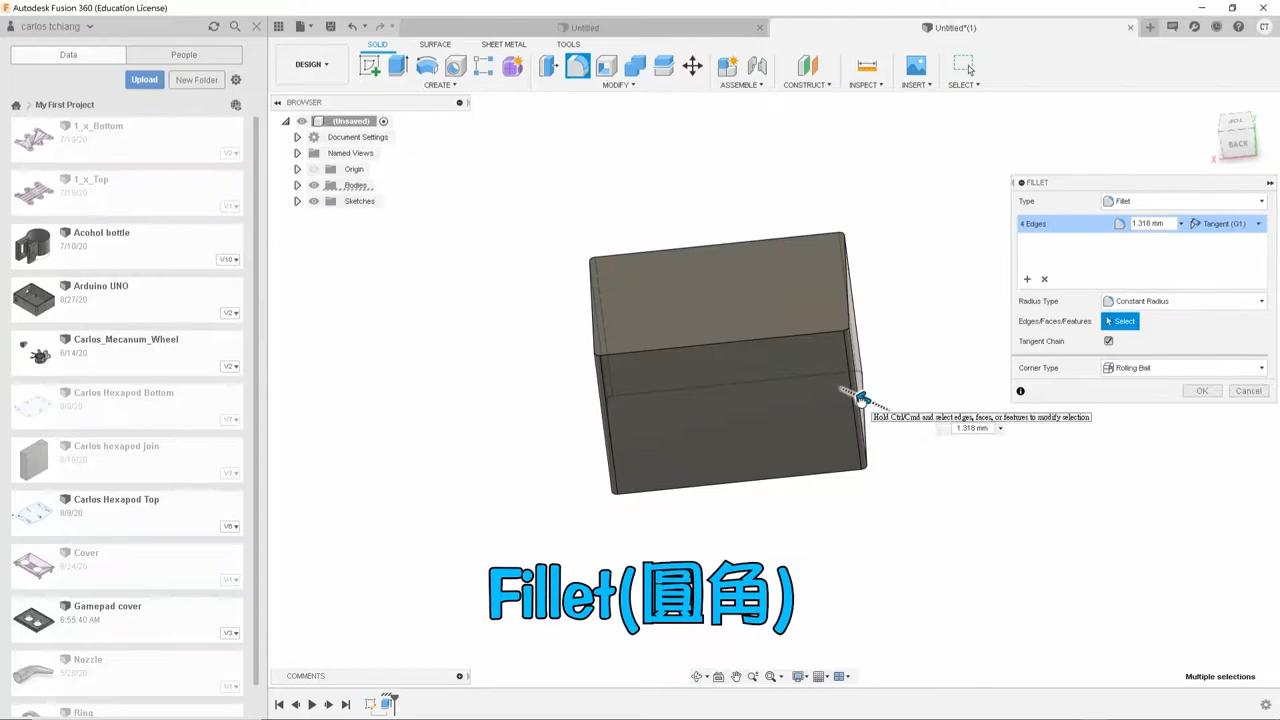 Autodesk Fusion 360 (Education License)
carlos tchiang
Untitled
Untitled*(1)
CT
Data
People
Upload
New Folder
My First Project
1_x_Bottom
7/19/20
V2
1_x_Top
7/19/20
V1
Acohol bottle
7/10/20
V10
Arduino UNO
8/27/20
V2
Carlos_Mecanum_Wheel
6/14/20
V2
Carlos Hexapod Bottom
8/8/20
V7
Carlos hexapod join
8/10/20
V1
Carlos Hexapod Top
8/9/20
V6
Cover
8/24/20
V1
Gamepad cover
6:55:40 AM
V3
Nozzle
5/28/20
V1
Ring
DESIGN
SOLID
SURFACE
SHEET METAL
TOOLS
CREATE
MODIFY
ASSEMBLE
CONSTRUCT
INSPECT
INSERT
SELECT
BROWSER
(Unsaved)
Document Settings
Named Views
Origin
Bodies
Sketches
TOP
BACK
X
FILLET
Type
Fillet
4 Edges
1.318 mm
Tangent (G1)
Radius Type
Constant Radius
Edges/Faces/Features
Select
Tangent Chain
Corner Type
Rolling Ball
OK
Cancel
Hold Ctrl/Cmd and select edges, faces, or features to modify selection
1.318 mm
Fillet(圓角)
COMMENTS
Multiple selections